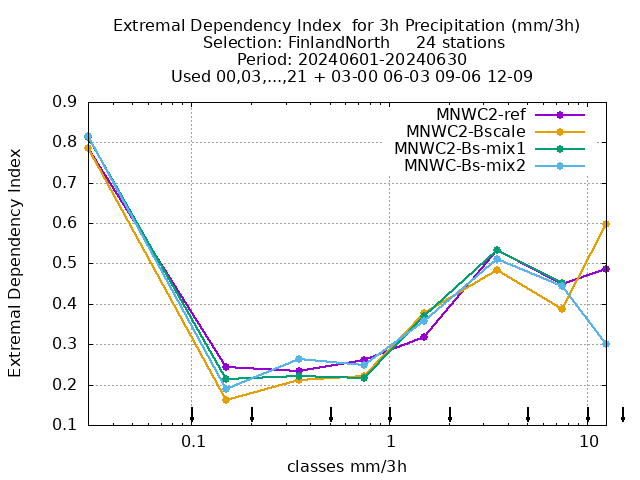 Extremal Dependency Index  for 3h Precipitation (mm/3h)
Selection: FinlandNorth     24 stations
Period: 20240601-20240630
Used 00,03,...,21 + 03-00 06-03 09-06 12-09
MNWC2-ref
MNWC2-Bscale
MNWC2-Bs-mix1
MNWC-Bs-mix2
0.9
0.8
0.7
0.6
0.5
0.4
0.3
0.2
0.1
Extremal Dependency Index
0.1 1 10
classes mm/3h